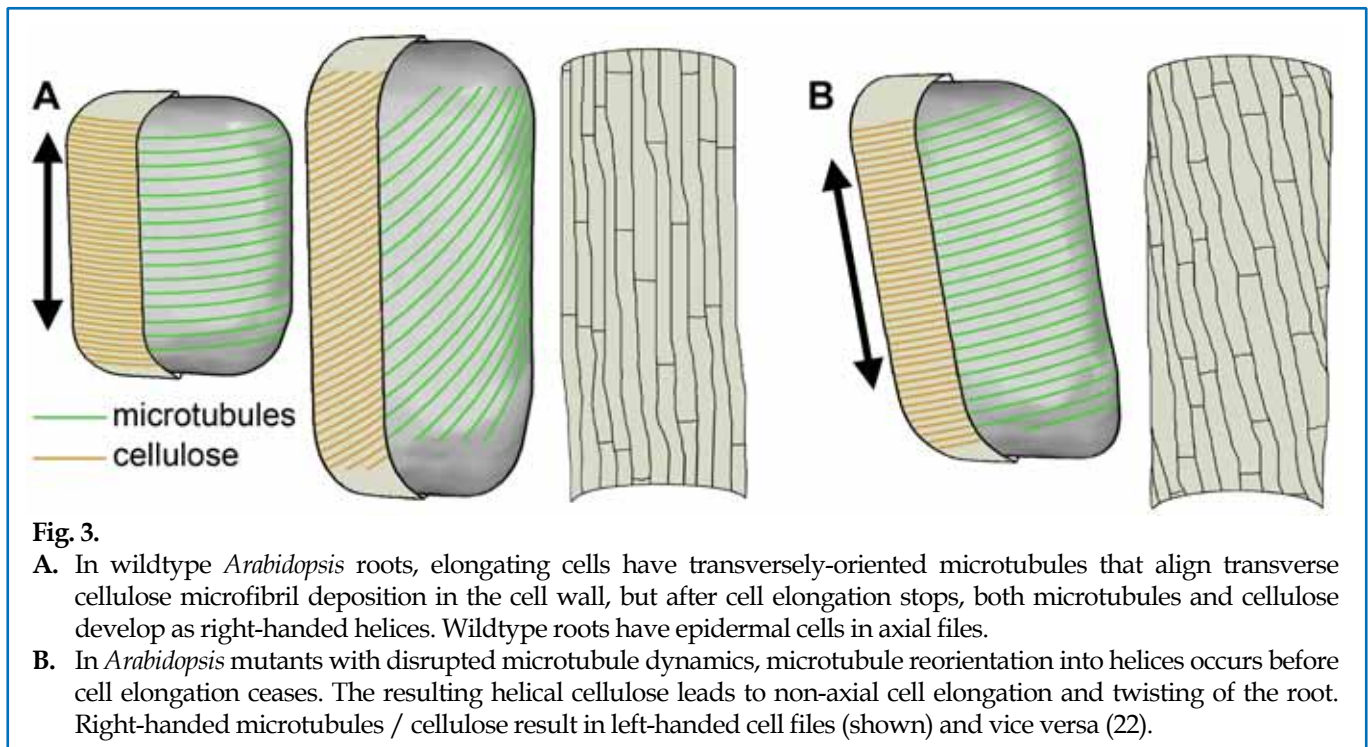 A
B
microtubules
cellulose
Fig. 3.
A. In wildtype Arabidopsis roots, elongating cells have transversely-oriented microtubules that align transverse
cellulose microfibril deposition in the cell wall, but after cell elongation stops, both microtubules and cellulose
develop as right-handed helices. Wildtype roots have epidermal cells in axial files.
B. In Arabidopsis mutants with disrupted microtubule dynamics, microtubule reorientation into helices occurs before
cell elongation ceases. The resulting helical cellulose leads to non-axial cell elongation and twisting of the root.
Right-handed microtubules / cellulose result in left-handed cell files (shown) and vice versa (22).